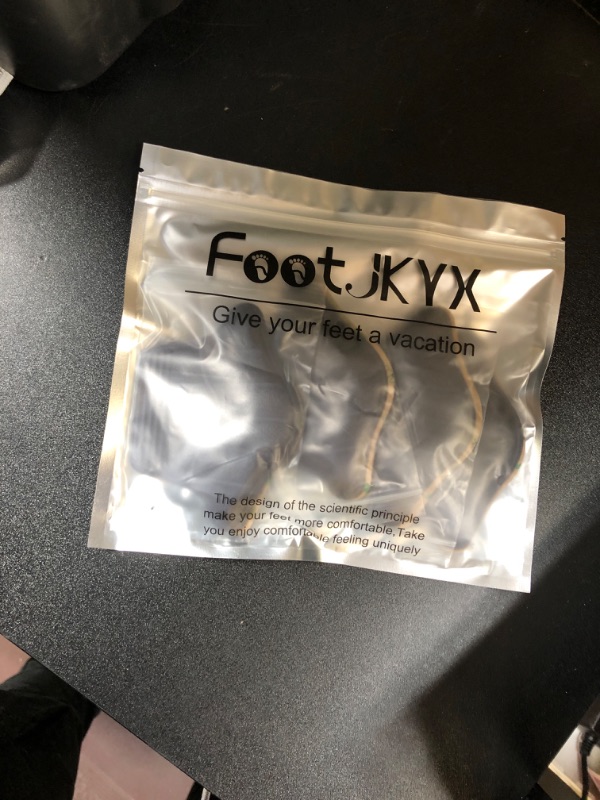 FootJKYX
Give your feet a vacation
The design of the scientific principle
make your feet more comfortable,Take
you enjoy comfortable feeling uniquely